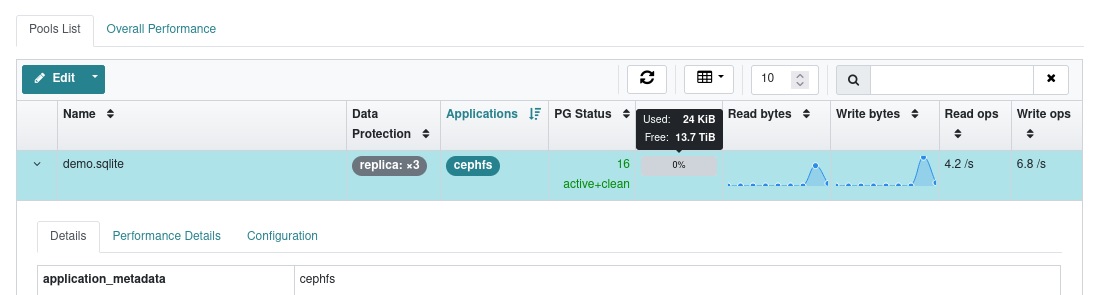 Pools List Overall Performance
Edit 10
Name Data Protection Applications PG Status Read bytes Write bytes Read ops Write ops
Used: 24 KiB
Free: 13.7 TiB
demo.sqlite replica: ×3 cephfs 16 active+clean 0% 4.2 /s 6.8 /s
Details Performance Details Configuration
application_metadata cephfs